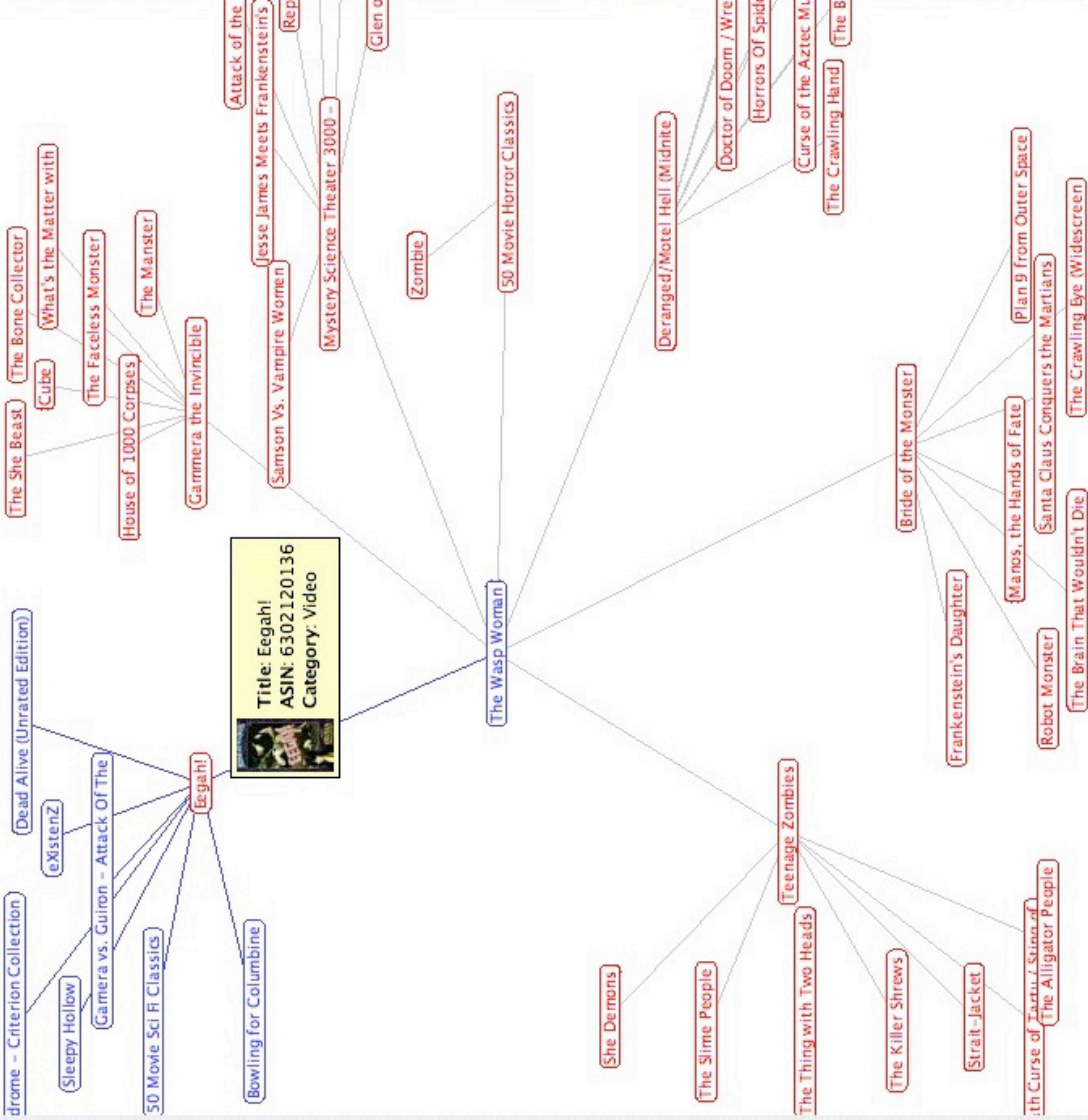 drome – Criterion Collection
Dead Alive (Unrated Edition)
The She Beast
The Bone Collector
eXistenZ
Cube
What's the Matter with
Sleepy Hollow
Gamera vs. Guiron – Attack Of The
The Faceless Monster
House of 1000 Corpses
The Manster
50 Movie Sci Fi Classics
Eegah!
Gammera the Invincible
Bowling for Columbine
Title: Eegah!
ASIN: 6302120136
Category: Video
Attack of the
Jesse James Meets Frankenstein's
Samson Vs. Vampire Women
Rep
Mystery Science Theater 3000 –
Glen o
Zombie
The Wasp Woman
50 Movie Horror Classics
She Demons
Deranged/Motel Hell (Midnite
The Slime People
Doctor of Doom / Wre
Horrors Of Spide
Teenage Zombies
The Thing with Two Heads
Curse of the Aztec Mu
The Crawling Hand
The B
The Killer Shrews
Bride of the Monster
Frankenstein's Daughter
Strait-Jacket
Manos, the Hands of Fate
Plan 9 from Outer Space
th Curse of
The Alligator People
Robot Monster
Santa Claus Conquers the Martians
The Brain That Wouldn't Die
The Crawling Eye (Widescreen